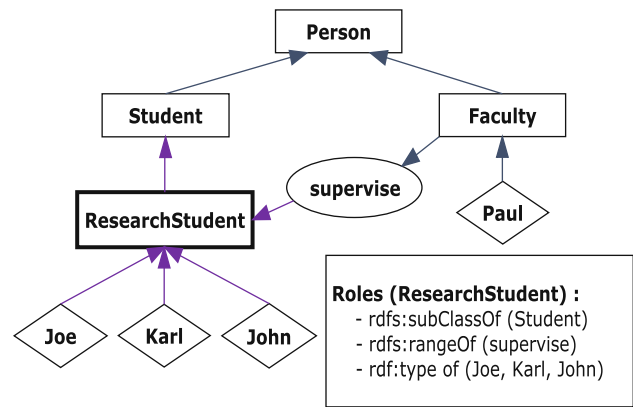 Person
Student
Faculty
supervise
ResearchStudent
Paul
Joe
Karl
John
Roles (ResearchStudent) :
- rdfs:subClassOf (Student)
- rdfs:rangeOf (supervise)
- rdf:type of (Joe, Karl, John)